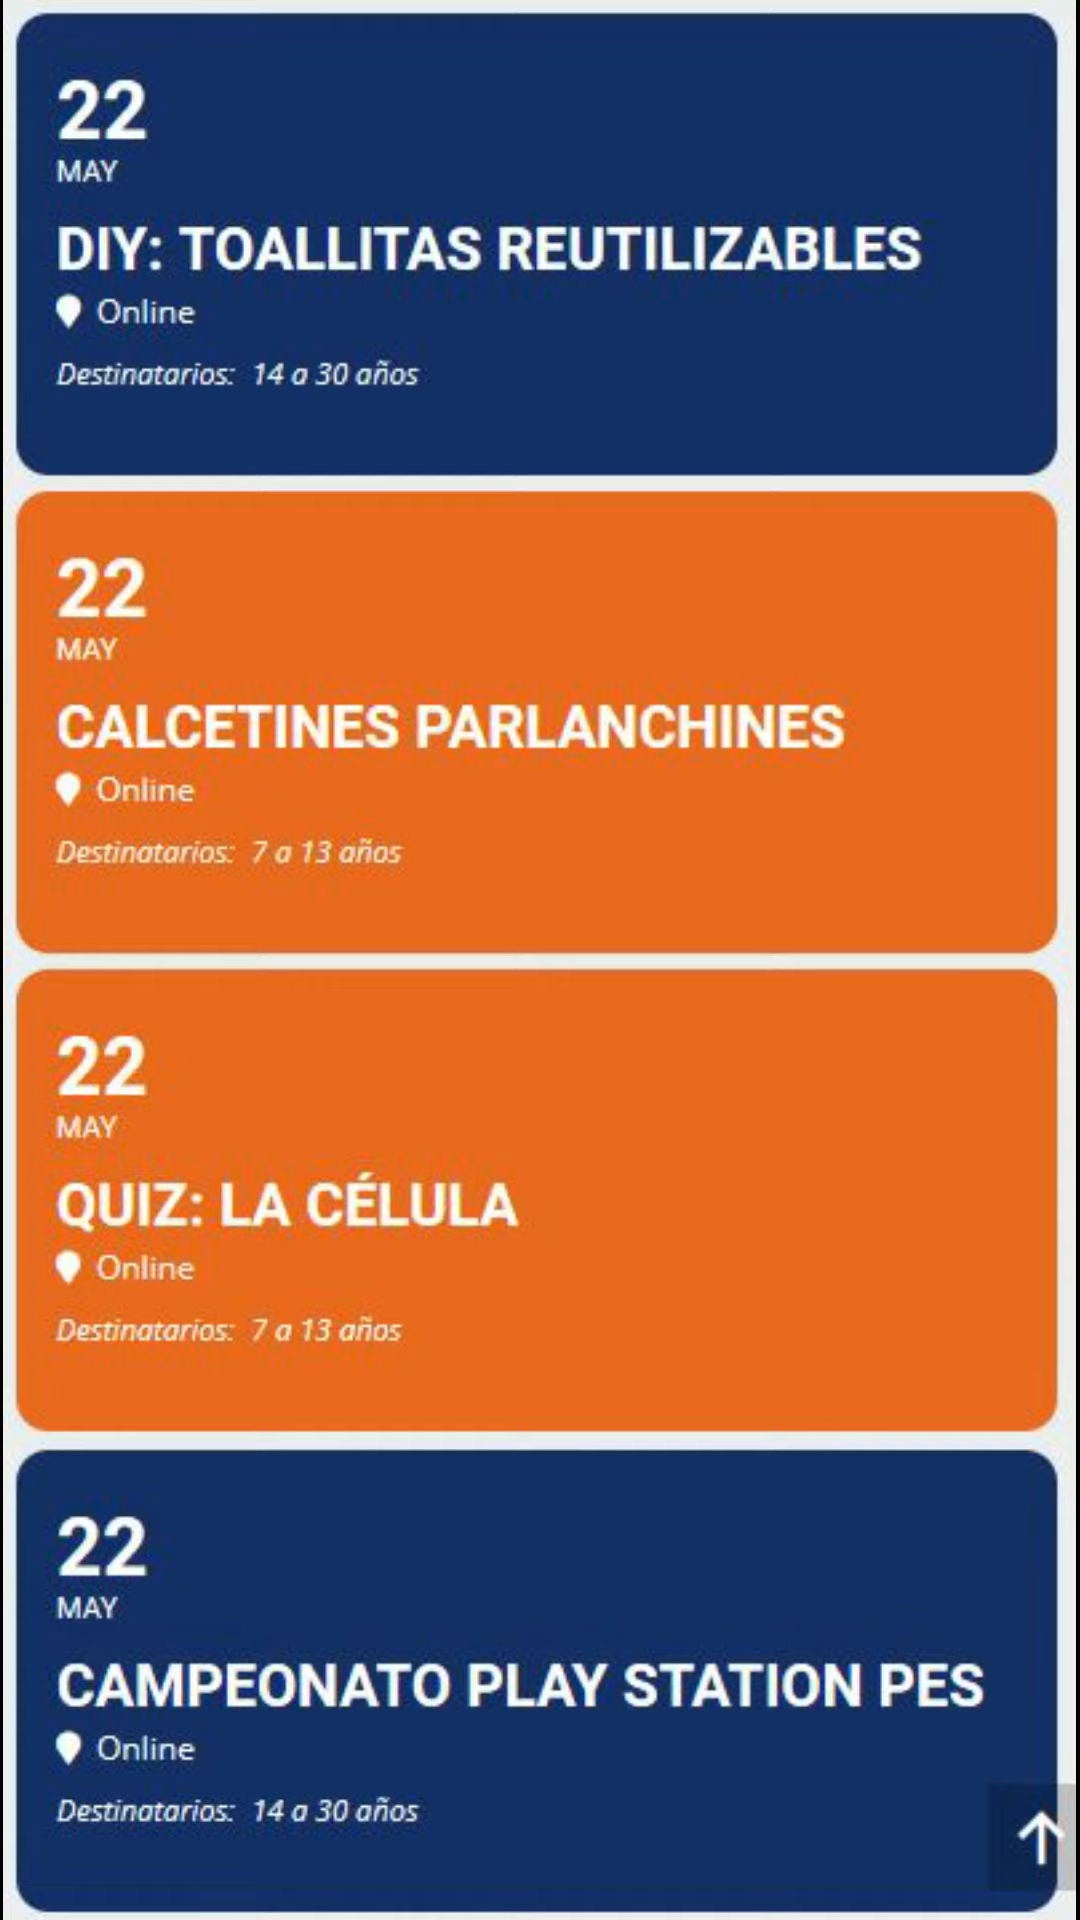 22
MAY
DIY: TOALLITAS REUTILIZABLES
Online
Destinatarios: 14 a 30 años
22
MAY
CALCETINES PARLANCHINES
Online
Destinatarios: 7 a 13 años
22
MAY
QUIZ: LA CÉLULA
Online
Destinatarios: 7 a 13 años
22
MAY
CAMPEONATO PLAY STATION PES
Online
Destinatarios: 14 a 30 años